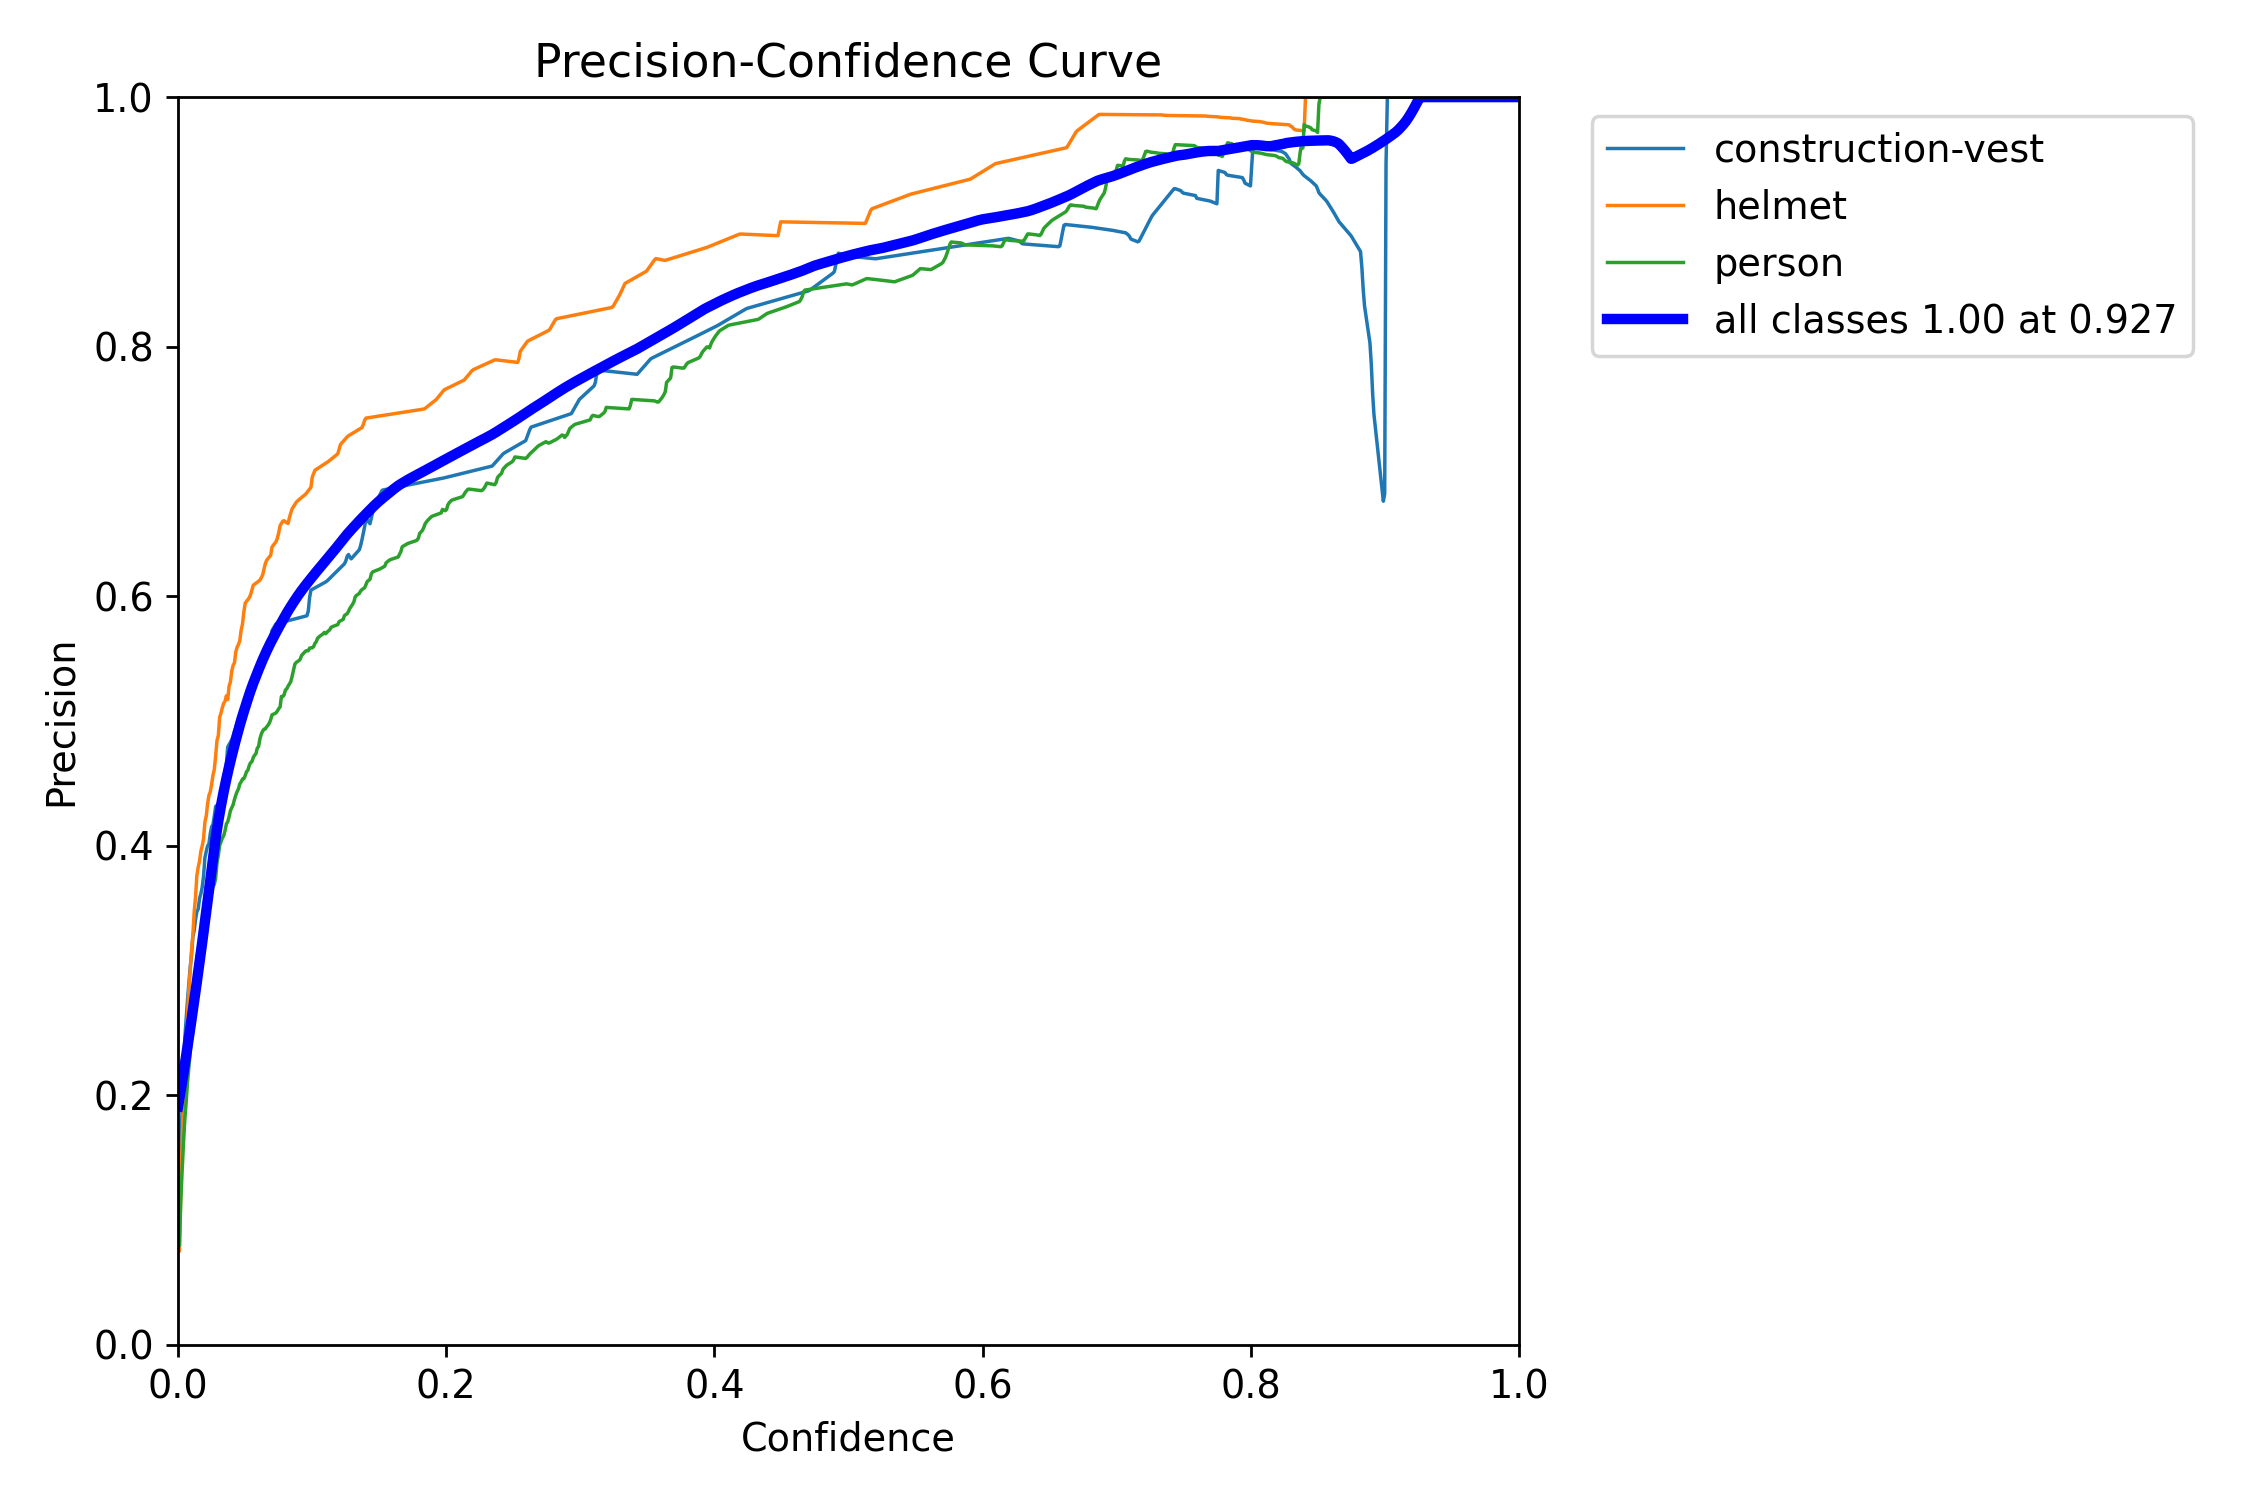 Precision-Confidence Curve
1.0
0.8
0.6
0.4
0.2
0.0
Precision
0.0 0.2 0.4 0.6 0.8 1.0
Confidence
construction-vest
helmet
person
all classes 1.00 at 0.927